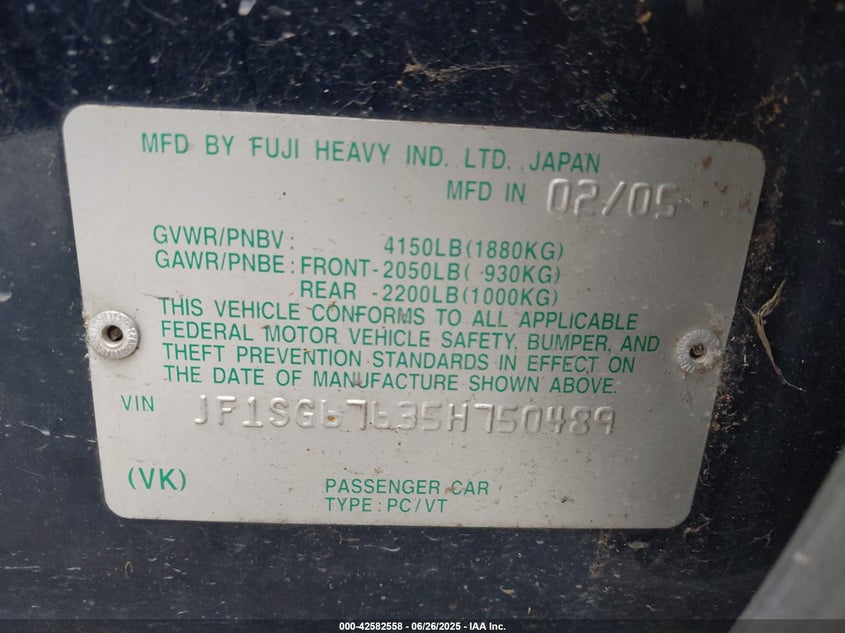 MFD BY FUJI HEAVY IND. LTD. JAPAN
MFD IN 02/05
GVWR/PNBV: 4150LB(1880KG)
GAWR/PNBE: FRONT-2050LB( 930KG)
REAR -2200LB(1000KG)
THIS VEHICLE CONFORMS TO ALL APPLICABLE
FEDERAL MOTOR VEHICLE SAFETY, BUMPER, AND
THEFT PREVENTION STANDARDS IN EFFECT ON
THE DATE OF MANUFACTURE SHOWN ABOVE.
VIN JF1SG67635H750489
(VK) PASSENGER CAR
TYPE: PC/VT
000-42582558 - 06/26/2025 - IAA Inc.